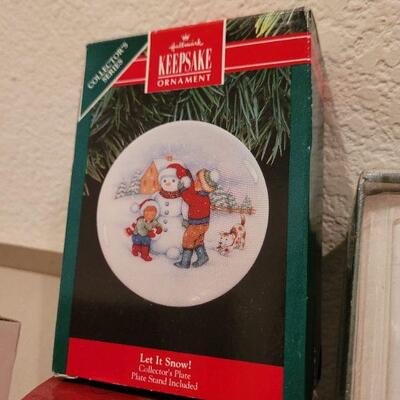 COLLECTOR'S
SERIES
Hallmark
KEEPSAKE
ORNAMENT
Let It Snow!
Collector's Plate
Plate Stand Included